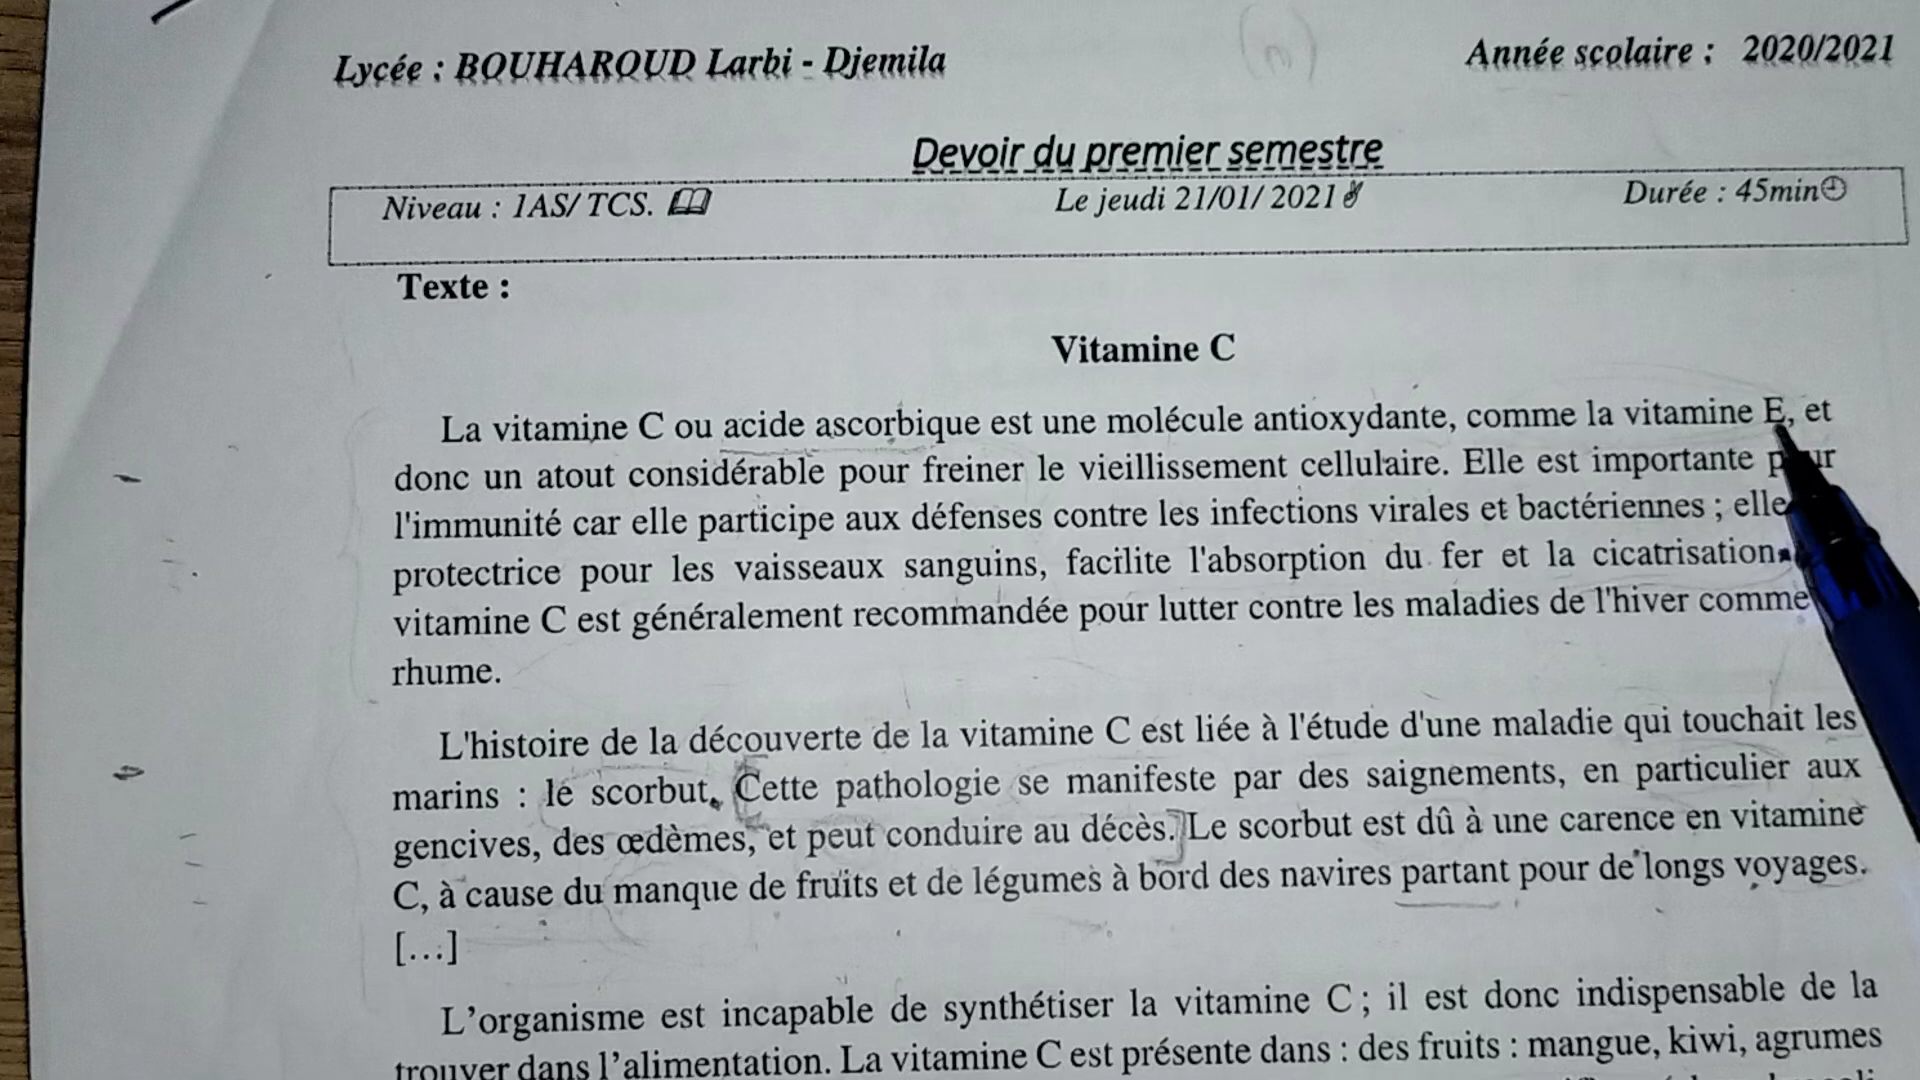 Lycée : BOUHAROUD Larbi - Djemila
Année scolaire : 2020/2021
Devoir du premier semestre
Niveau : 1AS/ TCS.
Le jeudi 21/01/ 2021
Durée : 45min
Texte :
Vitamine C
La vitamine C ou acide ascorbique est une molécule antioxydante, comme la vitamine E, et
donc un atout considérable pour freiner le vieillissement cellulaire. Elle est importante
l'immunité car elle participe aux défenses contre les infections virales et bactériennes ; elle
protectrice pour les vaisseaux sanguins, facilite l'absorption du fer et la cicatrisation.
vitamine C est généralement recommandée pour lutter contre les maladies de l'hiver comme
rhume.
L'histoire de la découverte de la vitamine C est liée à l'étude d'une maladie qui touchait les
marins : le scorbut. Cette pathologie se manifeste par des saignements, en particulier aux
gencives, des œdèmes, et peut conduire au décès. Le scorbut est dû à une carence en vitamine
C, à cause du manque de fruits et de légumes à bord des navires partant pour de longs voyages.
[...]
L'organisme est incapable de synthétiser la vitamine C ; il est donc indispensable de la
trouver dans l'alimentation. La vitamine C est présente dans : des fruits : mangue, kiwi, agrumes